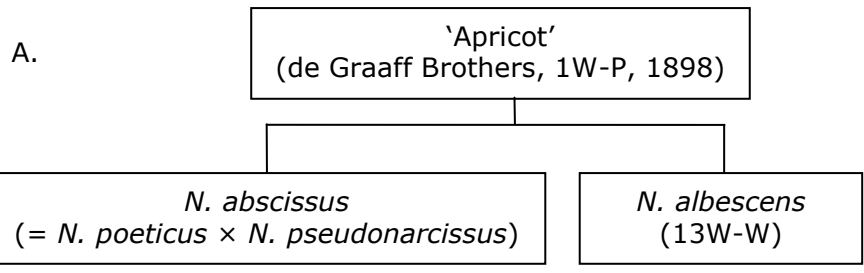 A.
‘Apricot’
(de Graaff Brothers, 1W-P, 1898)
N. abscissus
(= N. poeticus × N. pseudonarcissus)
N. albescens
(13W-W)